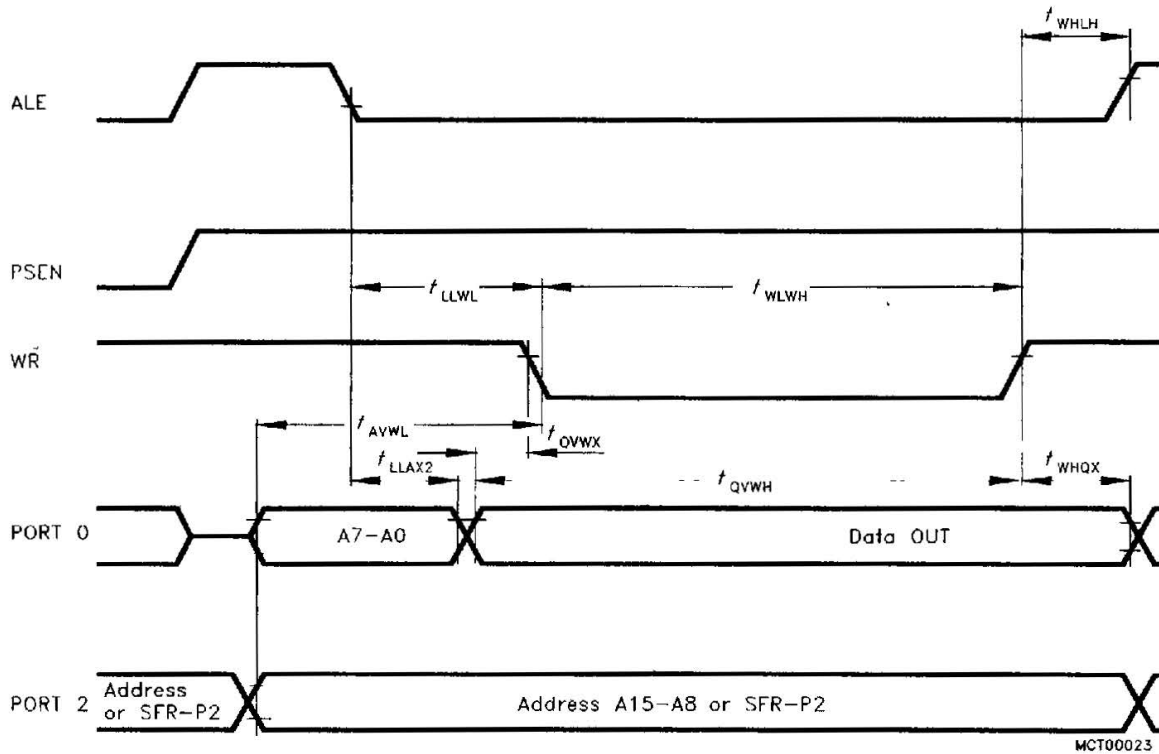 t WHLH
ALE
PSEN
t LLWL
t WLWH
WR
t AVWL
t QVWX
t LLAX2
t QVWH
t WHQX
PORT 0
A7-A0
Data OUT
PORT 2
Address
or SFR-P2
Address A15-A8 or SFR-P2
MCT00023